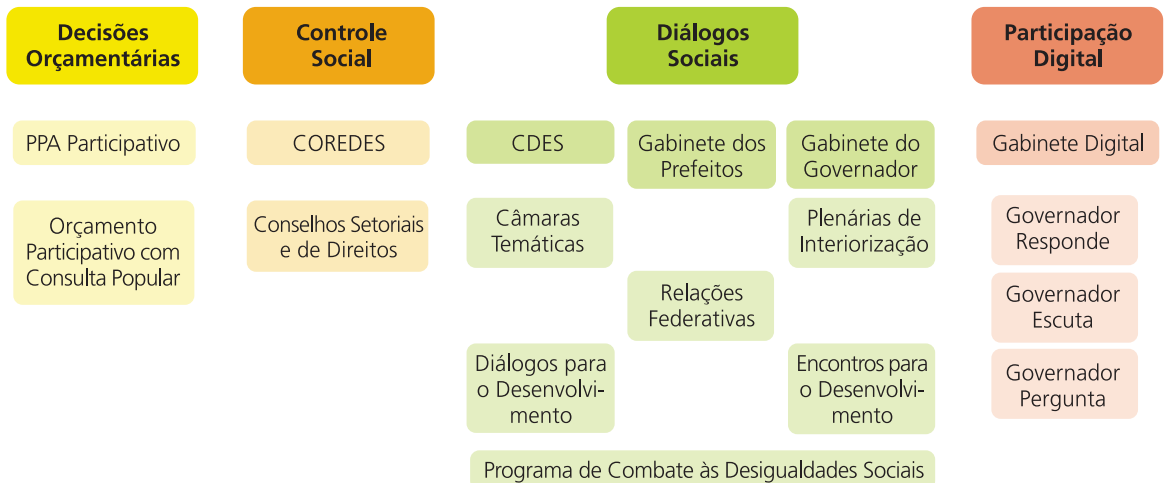 Decisões
Orçamentárias
PPA Participativo
Orçamento
Participativo com
Consulta Popular
Controle
Social
COREDES
Conselhos Setoriais
e de Direitos
Diálogos
Sociais
CDES
Câmaras
Temáticas
Diálogos para
o Desenvolvi-
mento
Gabinete dos
Prefeitos
Relações
Federativas
Gabinete do
Governador
Plenárias de
Interiorização
Encontros para
o Desenvolvi-
mento
Programa de Combate às Desigualdades Sociais
Participação
Digital
Gabinete Digital
Governador
Responde
Governador
Escuta
Governador
Pergunta